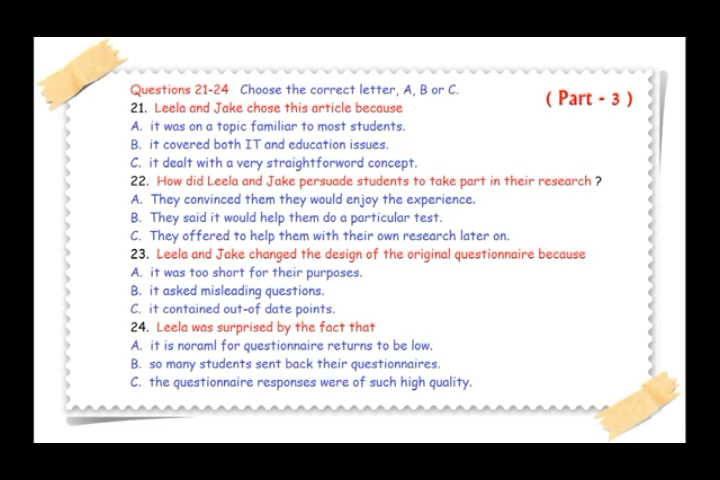 Questions 21-24 Choose the correct letter, A, B or C.
( Part - 3 )
21. Leela and Jake chose this article because
A. it was on a topic familiar to most students.
B. it covered both IT and education issues.
C. it dealt with a very straightforword concept.
22. How did Leela and Jake persuade students to take part in their research ?
A. They convinced them they would enjoy the experience.
B. They said it would help them do a particular test.
C. They offered to help them with their own research later on.
23. Leela and Jake changed the design of the original questionnaire because
A. it was too short for their purposes.
B. it asked misleading questions.
C. it contained out-of date points.
24. Leela was surprised by the fact that
A. it is noraml for questionnaire returns to be low.
B. so many students sent back their questionnaires.
C. the questionnaire responses were of such high quality.